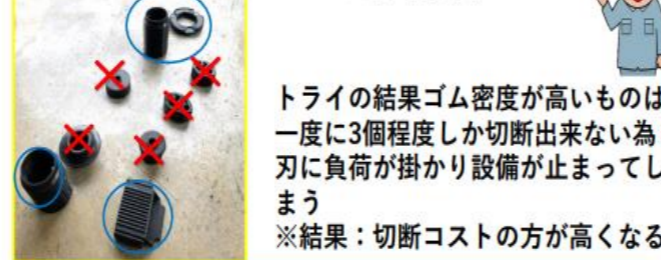 トライの結果ゴム密度が高いものは
一度に3個程度しか切断出来ない為
刃に負荷が掛かり設備が止まってし
まう
※結果：切断コストの方が高くなる